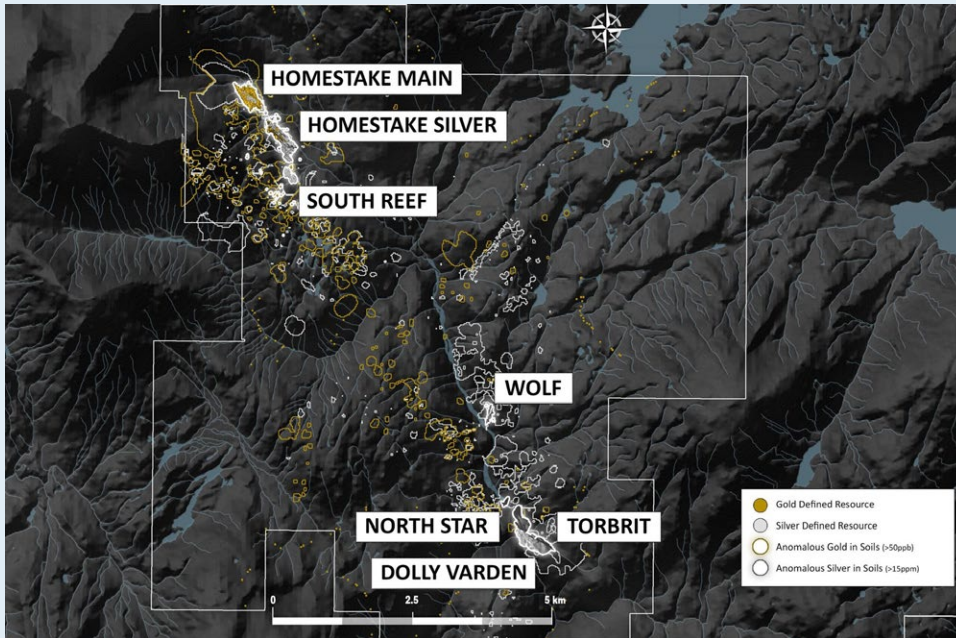 HOMESTAKE MAIN
HOMESTAKE SILVER
SOUTH REEF
WOLF
NORTH STAR
TORBRIT
DOLLY VARDEN
0 2.5 5 km
Gold Defined Resource
Silver Defined Resource
Anomalous Gold in Soils (>50ppb)
Anomalous Silver in Soils (>15ppm)